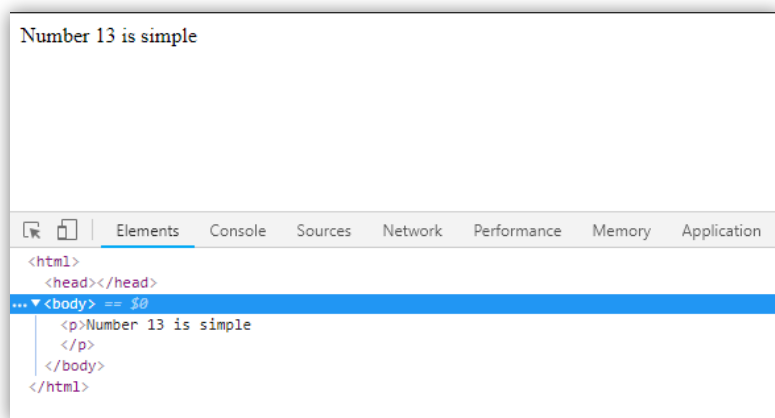 Number 13 is simple
Elements Console Sources Network Performance Memory Application
<html>
<head></head>
... ▼<body> == $0
<p>Number 13 is simple
</p>
</body>
</html>